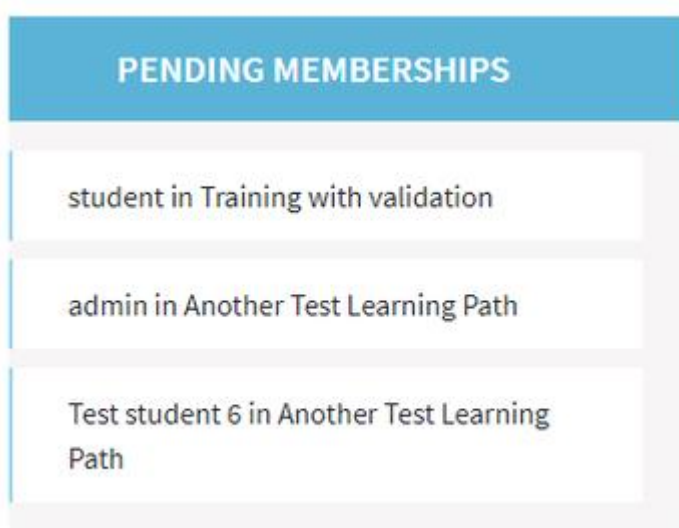 PENDING MEMBERSHIPS
student in Training with validation
admin in Another Test Learning Path
Test student 6 in Another Test Learning
Path